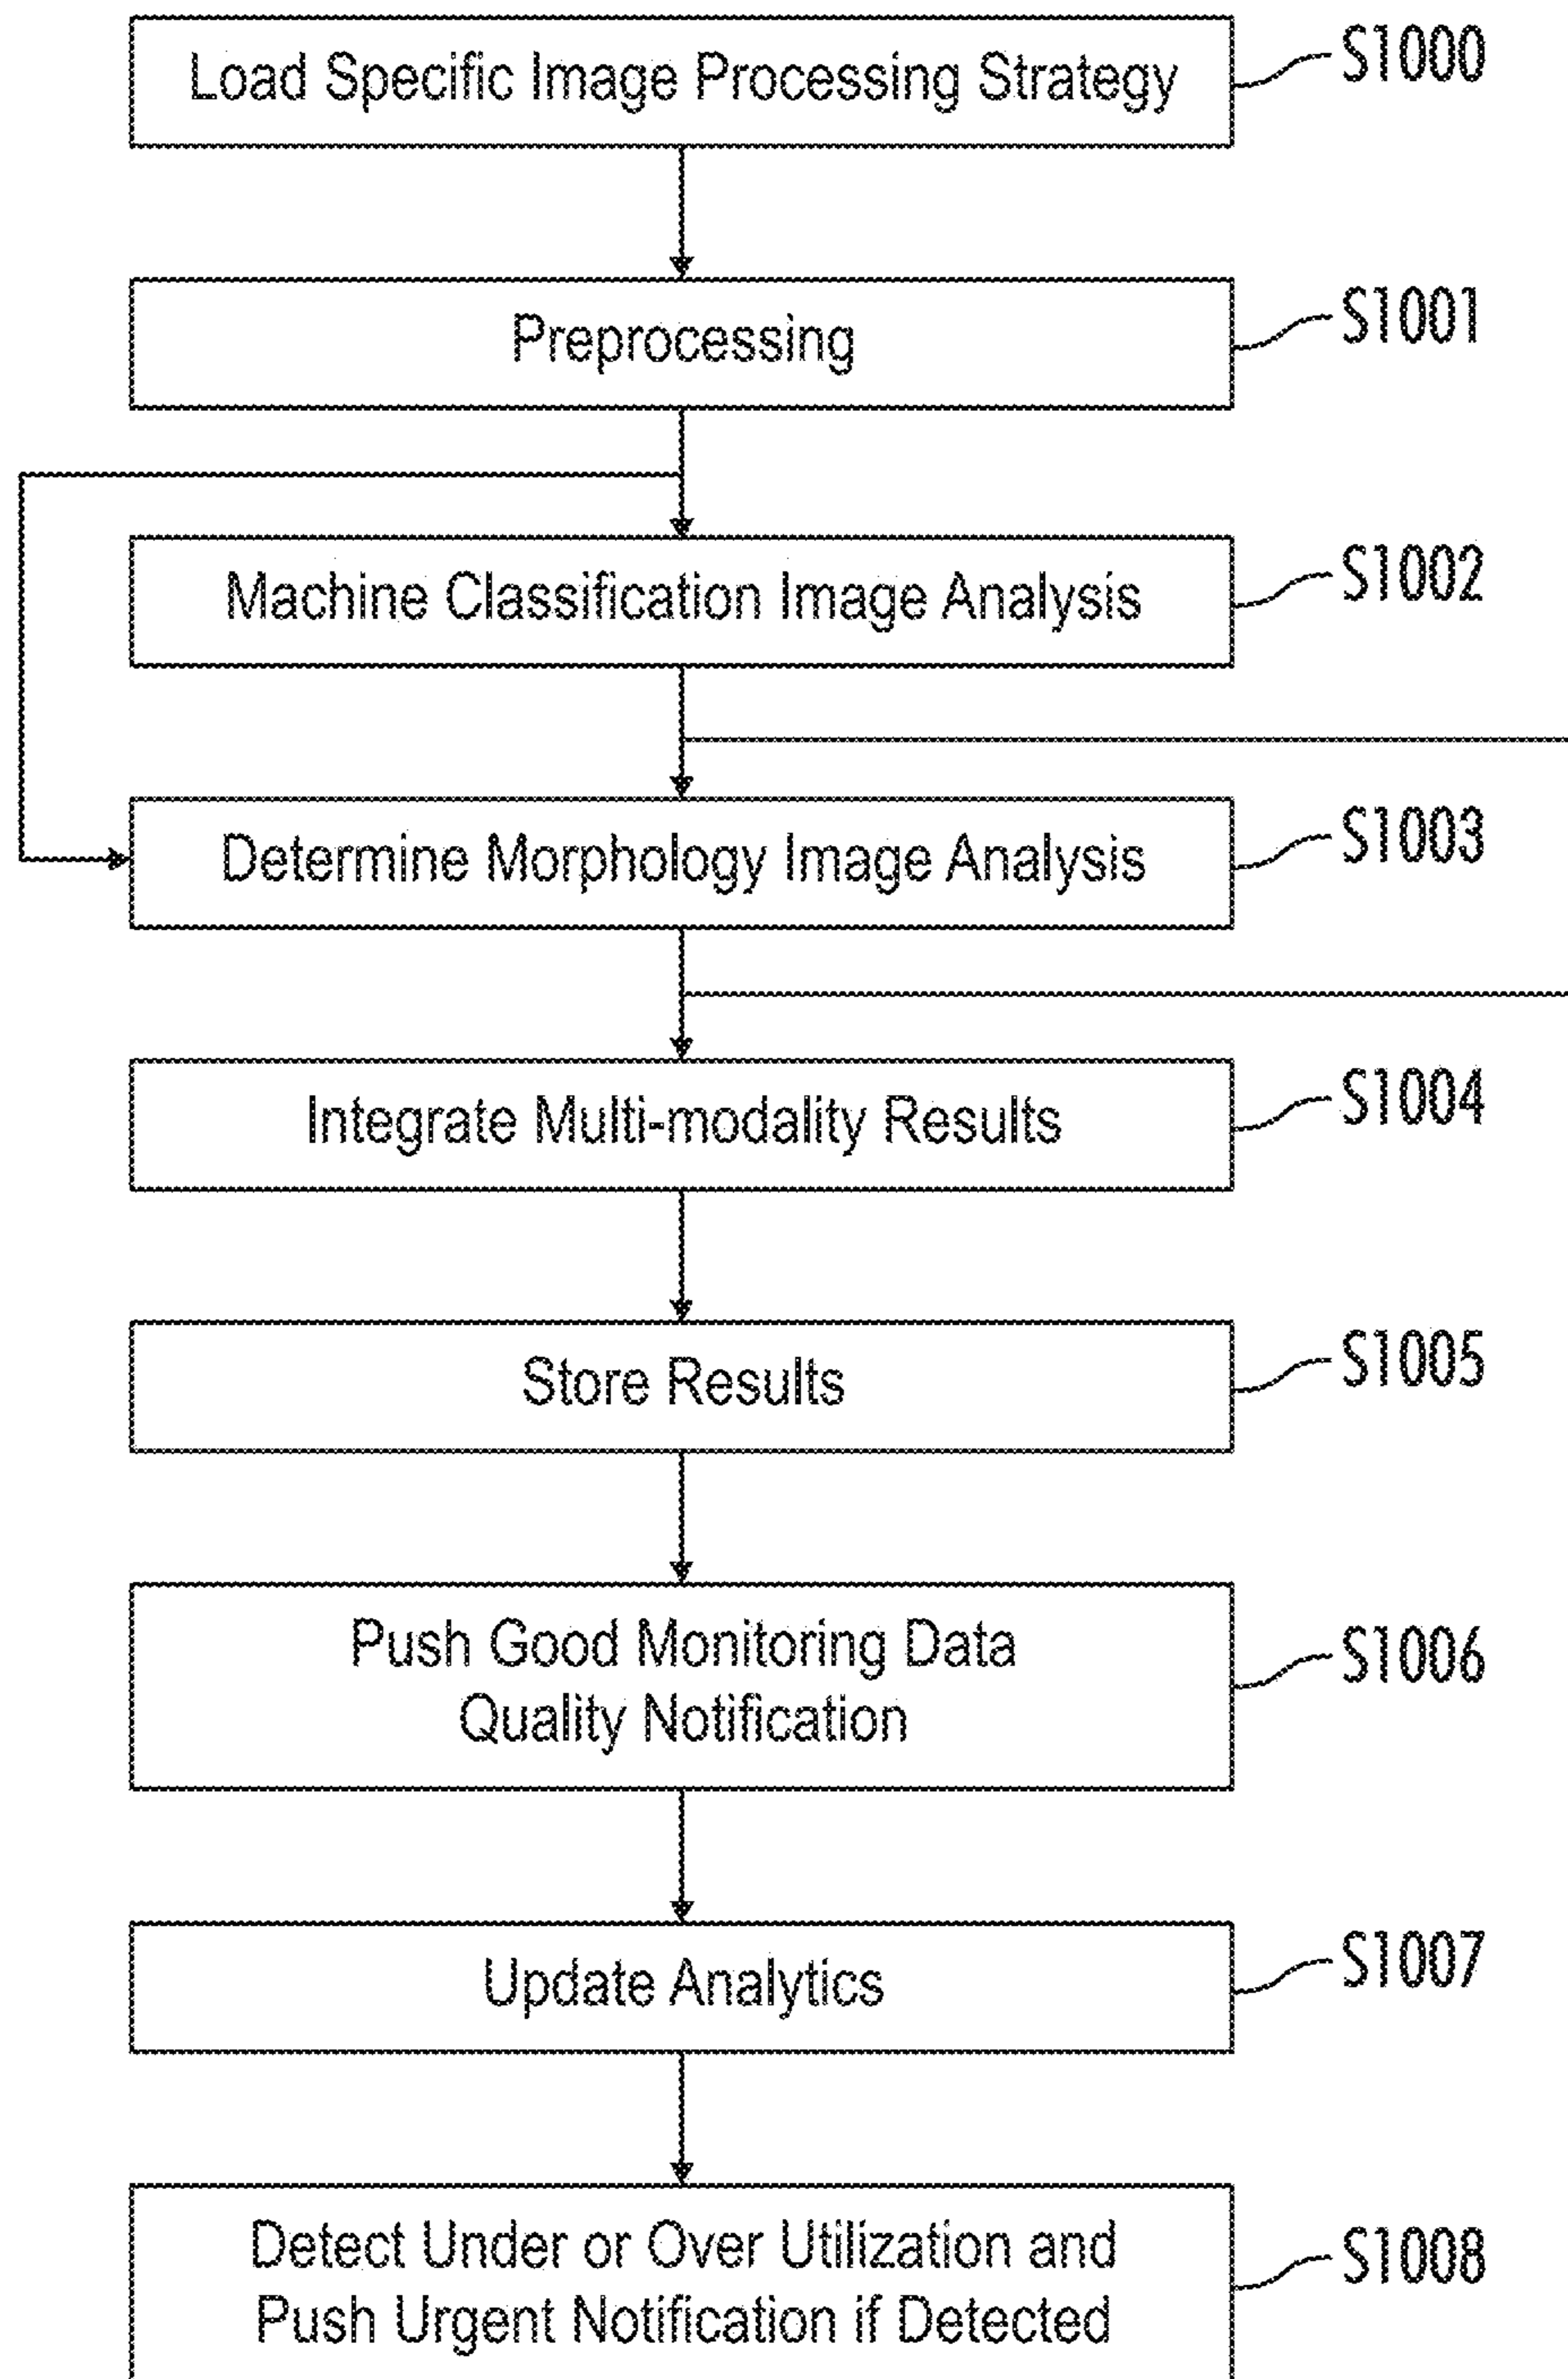 Load Specific Image Processing Strategy
S1000
Preprocessing
S1001
Machine Classification Image Analysis
S1002
Determine Morphology Image Analysis
S1003
Integrate Multi-modality Results
S1004
Store Results
S1005
Push Good Monitoring Data
Quality Notification
S1006
Update Analytics
S1007
Detect Under or Over Utilization and
Push Urgent Notification if Detected
S1008